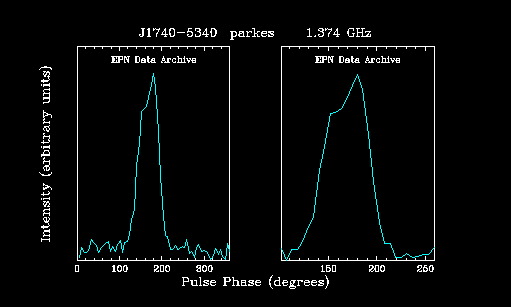 J1740-5340 parkes 1.374 GHz
EPN Data Archive EPN Data Archive
Intensity (arbitrary units)
0 100 200 300 150 200 250
Pulse Phase (degrees)